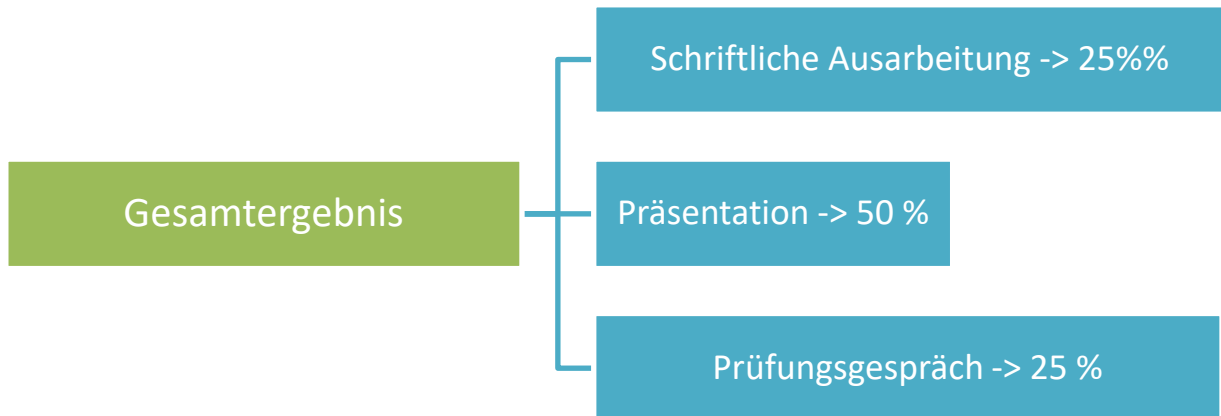 Schriftliche Ausarbeitung -> 25%%
Gesamtergebnis
Präsentation -> 50 %
Prüfungsgespräch -> 25 %